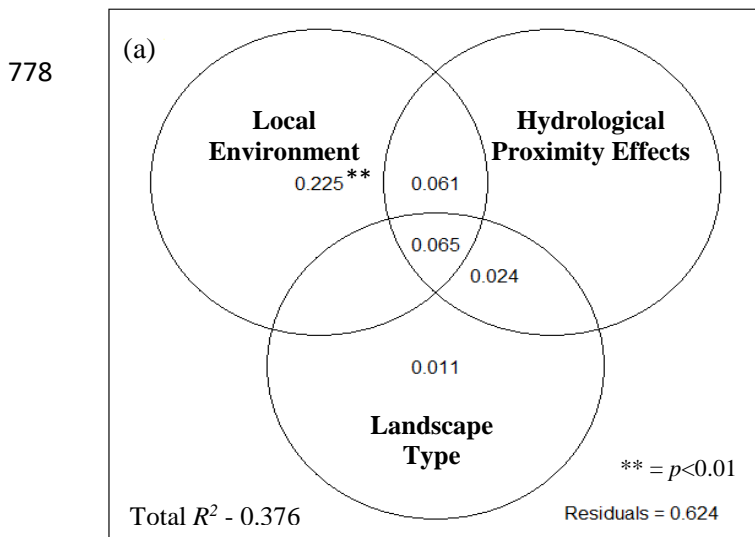 778
(a)
Local
Environment
Hydrological
Proximity Effects
0.225**
0.061
0.065
0.024
0.011
Landscape
Type
** = p<0.01
Total R² - 0.376
Residuals = 0.624